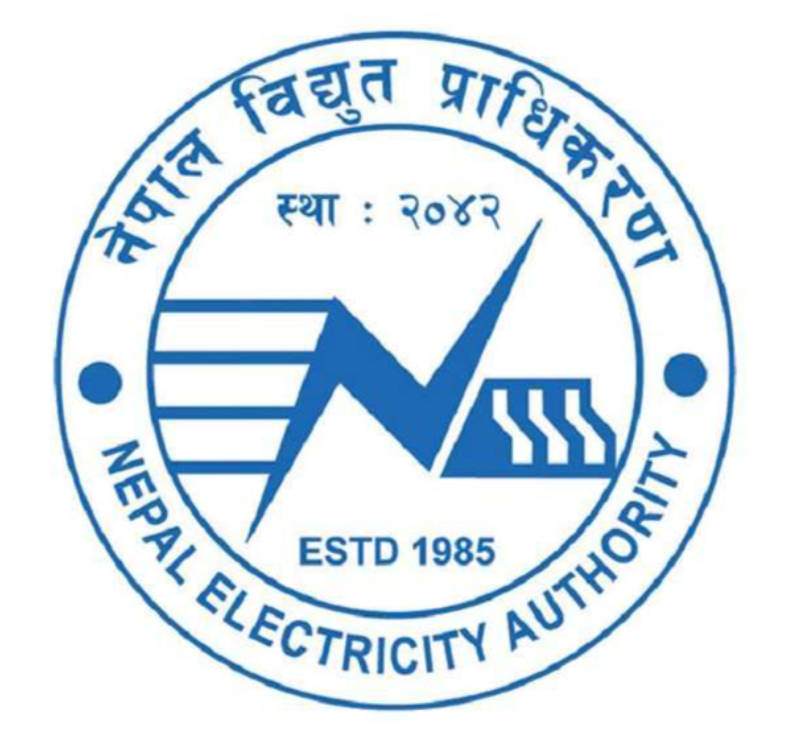 नेपाल विद्युत प्राधिकरण
स्था : २०४२
ESTD 1985
NEPAL ELECTRICITY AUTHORITY